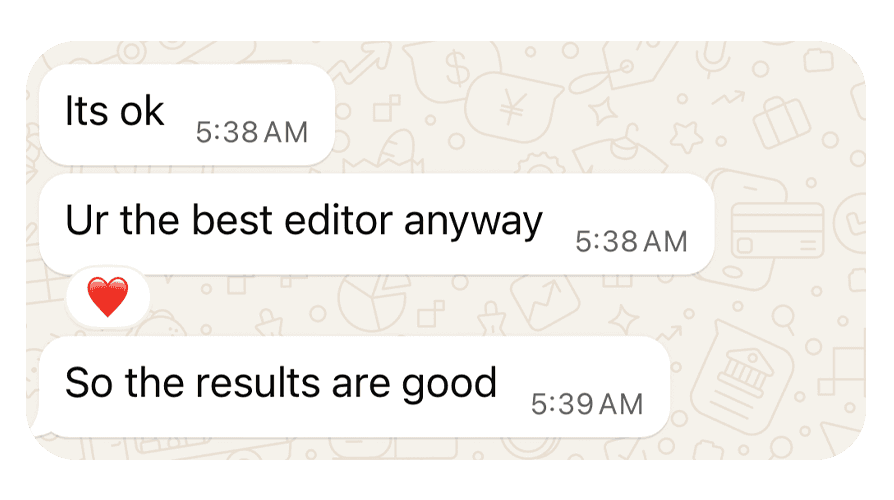 Its ok 5:38 AM
Ur the best editor anyway 5:38 AM
❤️
So the results are good 5:39 AM